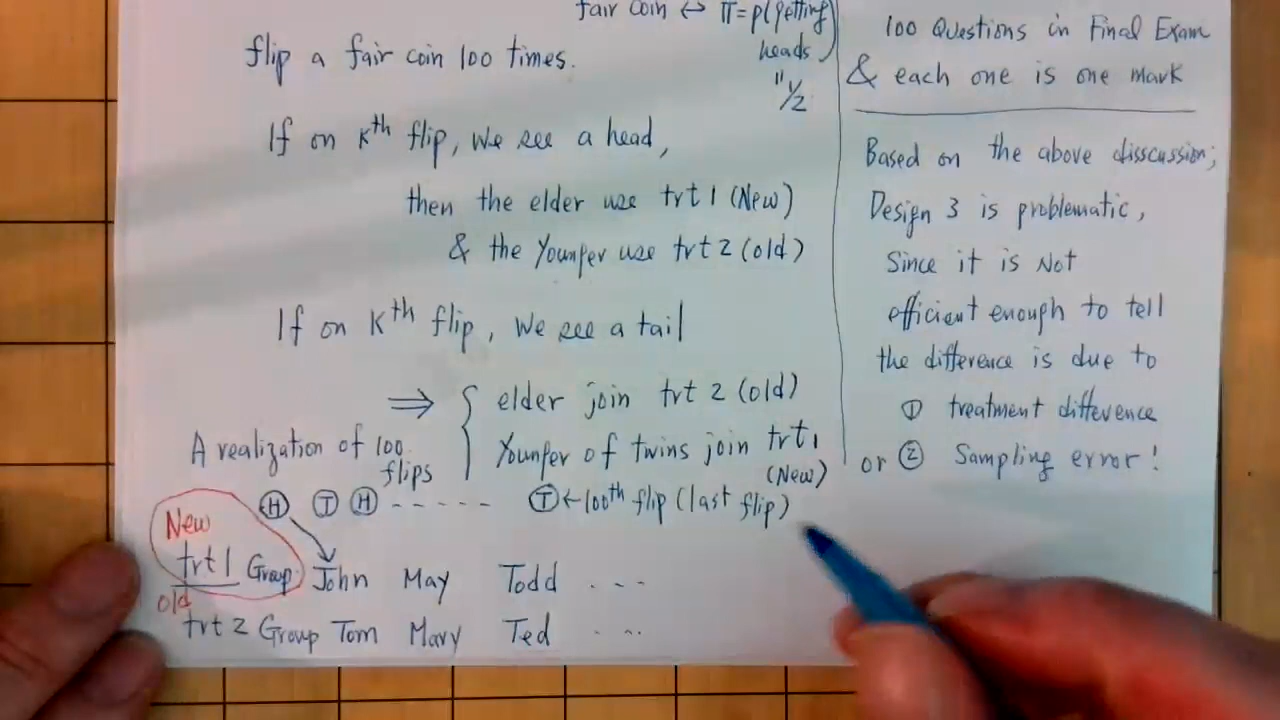 fair coin ↔ π = p(getting heads) = 1/2
flip a fair coin 100 times.
If on Kth flip, we see a head,
then the elder use trt 1 (New)
& the Younger use trt 2 (old)
If on Kth flip, we see a tail
⇒ { elder join trt 2 (old)
Younger of twins join trt 1 (New)
A realization of 100 flips
H T H - - - - - T ← 100th flip (last flip)
New
trt 1 Group John May Todd . - -
old
trt 2 Group Tom Mary Ted . . .
100 Questions in Final Exam
& each one is one mark
Based on the above disscussion;
Design 3 is problematic,
since it is Not
efficient enough to tell
the difference is due to
① treatment difference
or ② Sampling error!